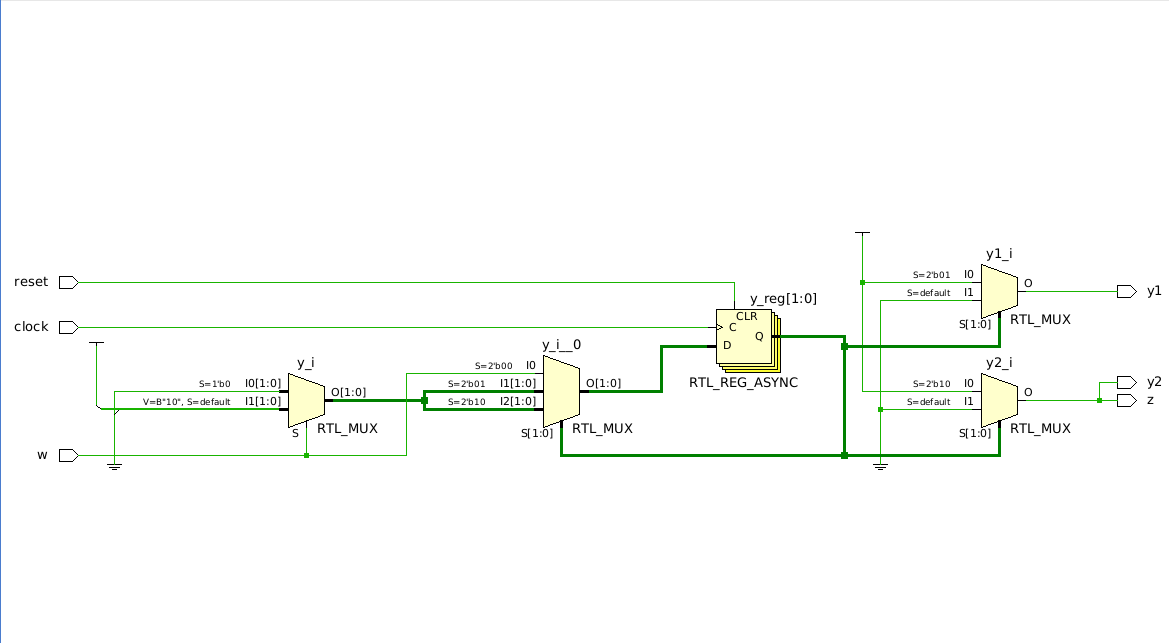 reset
clock
w
S=1'b0 I0[1:0]
V=B"10", S=default I1[1:0]
S
y_i
O[1:0]
RTL_MUX
y_i__0
S=2'b00 I0
S=2'b01 I1[1:0]
S=2'b10 I2[1:0]
S[1:0]
O[1:0]
RTL_MUX
y_reg[1:0]
CLR
C
D
Q
RTL_REG_ASYNC
y1_i
S=2'b01 I0
S=default I1
S[1:0]
O
RTL_MUX
y1
y2_i
S=2'b10 I0
S=default I1
S[1:0]
O
RTL_MUX
y2
z